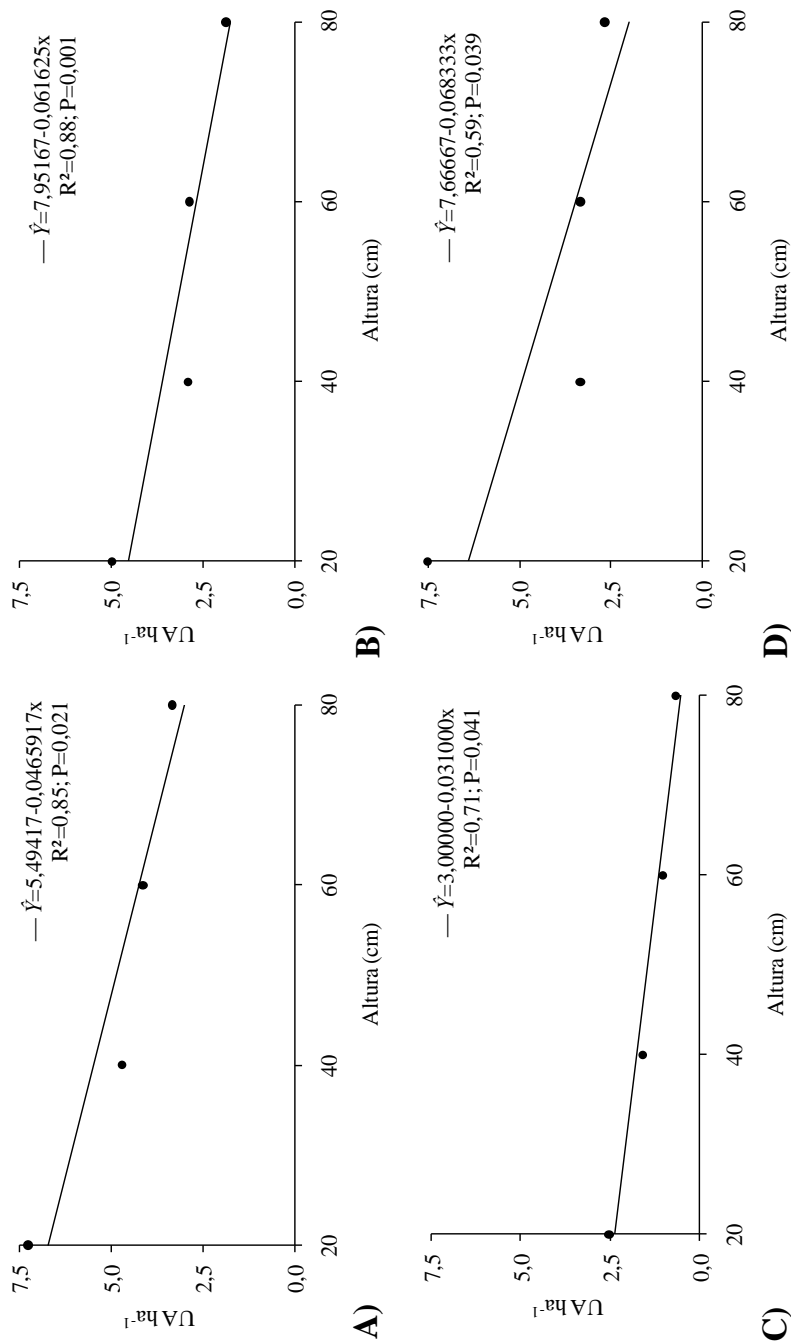 A)
UA ha⁻¹
7,5
5,0
2,5
0,0
20
40
60
80
Altura (cm)
— Ŷ=5,49417-0,0465917x
R²=0,85; P=0,021
B)
UA ha⁻¹
7,5
5,0
2,5
0,0
20
40
60
80
Altura (cm)
— Ŷ=7,95167-0,061625x
R²=0,88; P=0,001
C)
UA ha⁻¹
7,5
5,0
2,5
0,0
20
40
60
80
Altura (cm)
— Ŷ=3,00000-0,031000x
R²=0,71; P=0,041
D)
UA ha⁻¹
7,5
5,0
2,5
0,0
20
40
60
80
Altura (cm)
— Ŷ=7,66667-0,068333x
R²=0,59; P=0,039